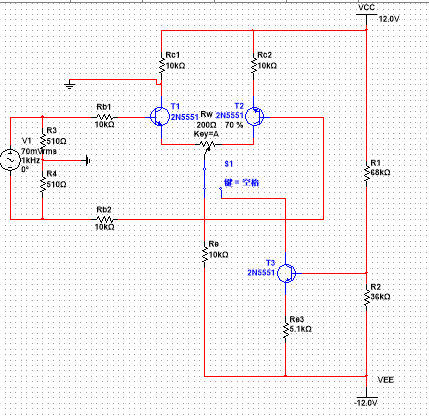 VCC
12.0V
Rc1
10kΩ
Rc2
10kΩ
Rb1
10kΩ
T1
2N5551
Rw
200Ω
Key=A
T2
2N5551
70 %
V1
70mVrms
1kHz
0°
R3
510Ω
R4
510Ω
S1
键 = 空格
R1
68kΩ
Rb2
10kΩ
Re
10kΩ
T3
2N5551
R2
36kΩ
Re3
5.1kΩ
VEE
-12.0V